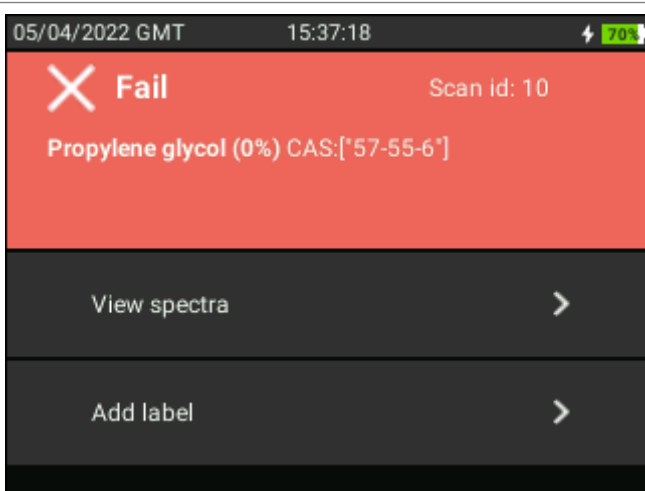 05/04/2022 GMT 15:37:18 70%
Fail Scan id: 10
Propylene glycol (0%) CAS:["57-55-6"]
View spectra
Add label